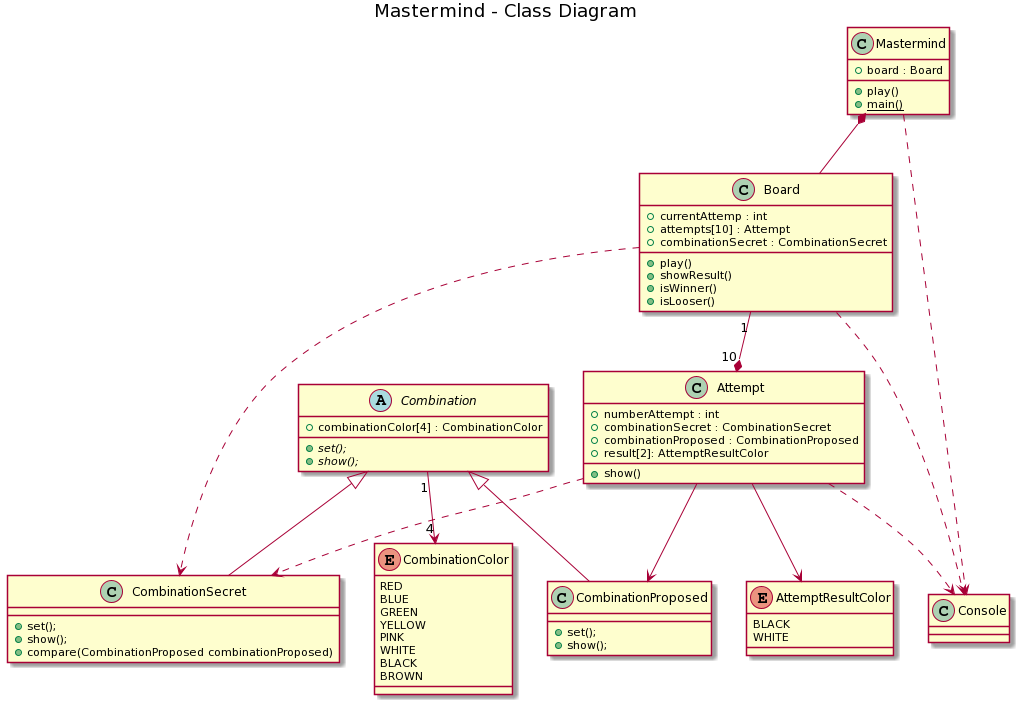 Mastermind - Class Diagram
C Mastermind
board : Board
play()
main()
C Board
currentAttemp : int
attempts[10] : Attempt
combinationSecret : CombinationSecret
play()
showResult()
isWinner()
isLooser()
1
10
A Combination
combinationColor[4] : CombinationColor
set();
show();
C Attempt
numberAttempt : int
combinationSecret : CombinationSecret
combinationProposed : CombinationProposed
result[2]: AttemptResultColor
show()
1
4
C CombinationSecret
set();
show();
compare(CombinationProposed combinationProposed)
E CombinationColor
RED
BLUE
GREEN
YELLOW
PINK
WHITE
BLACK
BROWN
C CombinationProposed
set();
show();
E AttemptResultColor
BLACK
WHITE
C Console